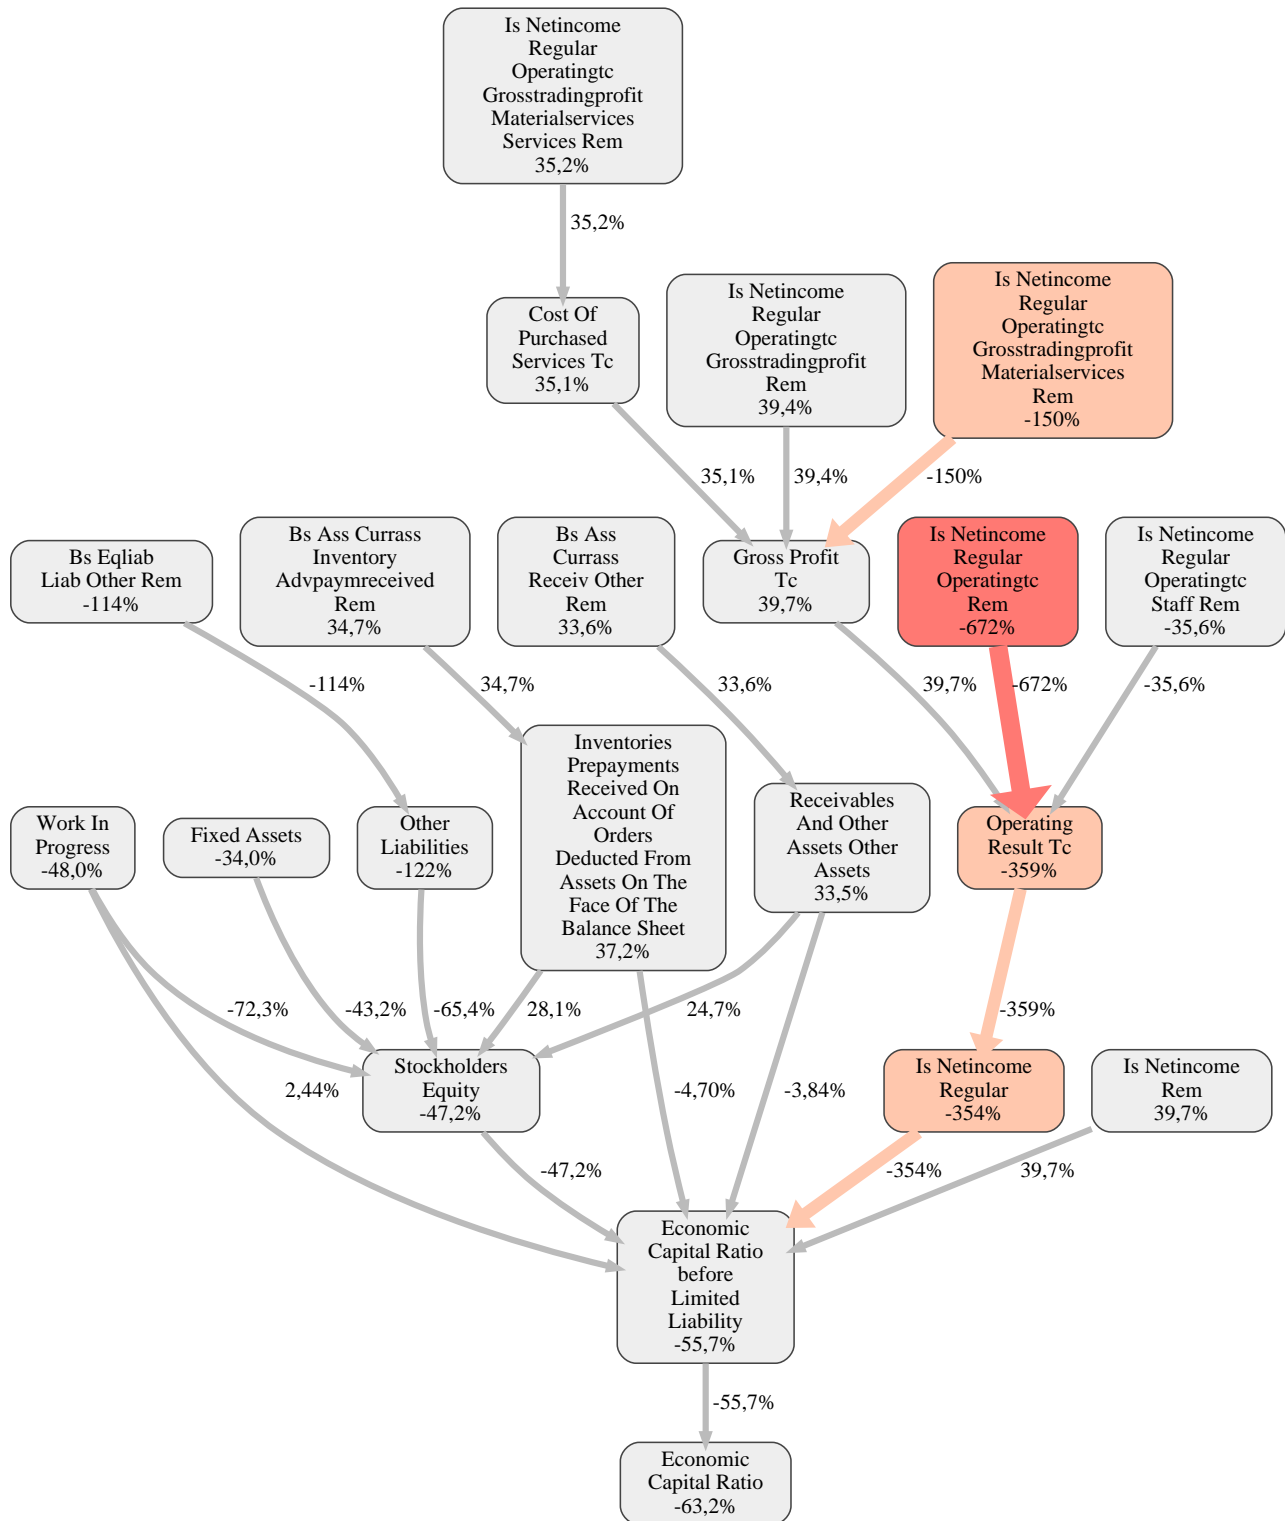 Is Netincome
Regular
Operatingtc
Grosstradingprofit
Materialservices
Services Rem
35,2%
35,2%
Cost Of
Purchased
Services Tc
35,1%
Is Netincome
Regular
Operatingtc
Grosstradingprofit
Rem
39,4%
Is Netincome
Regular
Operatingtc
Grosstradingprofit
Materialservices
Rem
-150%
35,1%
39,4%
-150%
Bs Eqliab
Liab Other Rem
-114%
Bs Ass Currass
Inventory
Advpaymreceived
Rem
34,7%
Bs Ass
Currass
Receiv Other
Rem
33,6%
Gross Profit
Tc
39,7%
Is Netincome
Regular
Operatingtc
Rem
-672%
Is Netincome
Regular
Operatingtc
Staff Rem
-35,6%
-114%
34,7%
33,6%
39,7%
-672%
-35,6%
Work In
Progress
-48,0%
Fixed Assets
-34,0%
Other
Liabilities
-122%
Inventories
Prepayments
Received On
Account Of
Orders
Deducted From
Assets On The
Face Of The
Balance Sheet
37,2%
Receivables
And Other
Assets Other
Assets
33,5%
Operating
Result Tc
-359%
-72,3%
-43,2%
-65,4%
28,1%
24,7%
-359%
2,44%
Stockholders
Equity
-47,2%
-4,70%
-3,84%
Is Netincome
Regular
-354%
Is Netincome
Rem
39,7%
-47,2%
-354%
39,7%
Economic
Capital Ratio
before
Limited
Liability
-55,7%
-55,7%
Economic
Capital Ratio
-63,2%